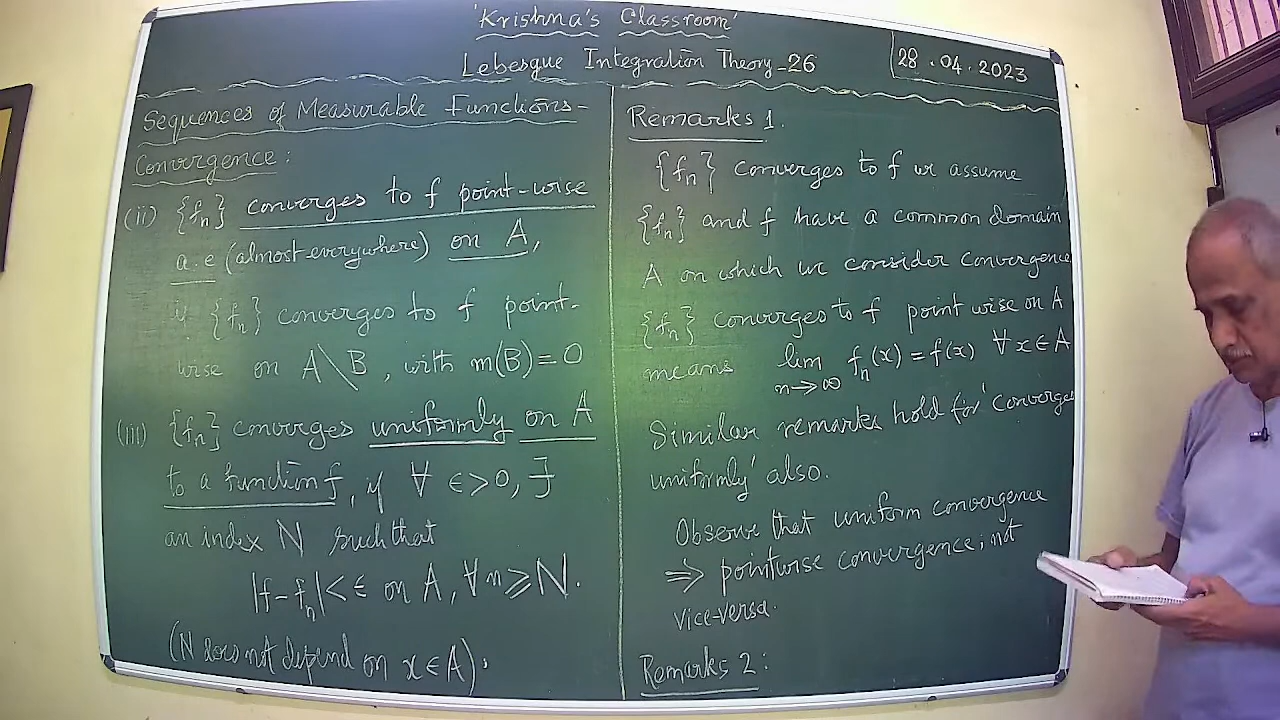 'Krishna's Classroom'
Lebesgue Integration Theory-26
28.04.2023
Sequences of Measurable Functions-
Convergence:
(ii) {fₙ} converges to f point-wise
a.e (almost-everywhere) on A,
if {fₙ} converges to f point-
wise on A\B, with m(B)=0
(iii) {fₙ} converges uniformly on A
to a function f, if ∀ ϵ>0, ∃
an index N such that
|f-fₙ|<ϵ on A, ∀n≥N.
(N does not depend on x∈A).
Remarks 1.
{fₙ} converges to f we assume
{fₙ} and f have a common domain
A on which we consider convergence
{fₙ} converges to f point wise on A
means lim n→∞ fₙ(x)=f(x) ∀x∈A
Similar remarks hold for 'converges
uniformly' also.
Observe that uniform convergence
⇒ pointwise convergence; not
vice-versa.
Remarks 2: